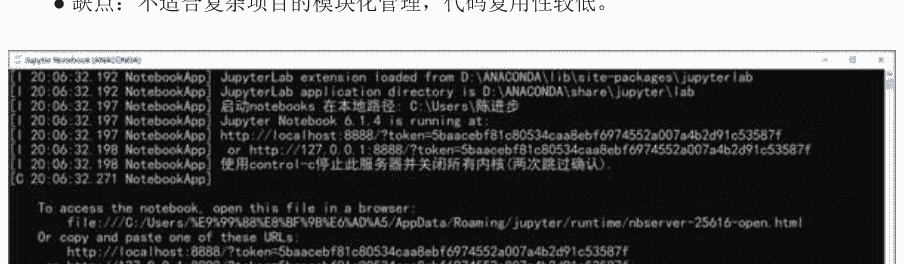 ● 缺点：不适合复杂项目的模块化管理，代码复用性较低。
Jupyter Notebook (ANACONDA)
[I 20:06:32.192 NotebookApp] JupyterLab extension loaded from D:\ANACONDA\lib\site-packages\jupyterlab
[I 20:06:32.192 NotebookApp] JupyterLab application directory is D:\ANACONDA\share\jupyter\lab
[I 20:06:32.197 NotebookApp] 启动notebooks 在本地路径: C:\Users\陈进步
[I 20:06:32.197 NotebookApp] Jupyter Notebook 6.1.4 is running at:
[I 20:06:32.197 NotebookApp] http://localhost:8888/?token=5baacebf81c80534caa8ebf6974552a007a4b2d91c53587f
[I 20:06:32.198 NotebookApp]  or http://127.0.0.1:8888/?token=5baacebf81c80534caa8ebf6974552a007a4b2d91c53587f
[I 20:06:32.198 NotebookApp] 使用control-c停止此服务器并关闭所有内核(两次跳过确认).
[C 20:06:32.271 NotebookApp]
To access the notebook, open this file in a browser:
file:///C:/Users/%E9%99%88%E8%BF%9B%E6%AD%A5/AppData/Roaming/jupyter/runtime/nbserver-25616-open.html
Or copy and paste one of these URLs:
http://localhost:8888/?token=5baacebf81c80534caa8ebf6974552a007a4b2d91c53587f